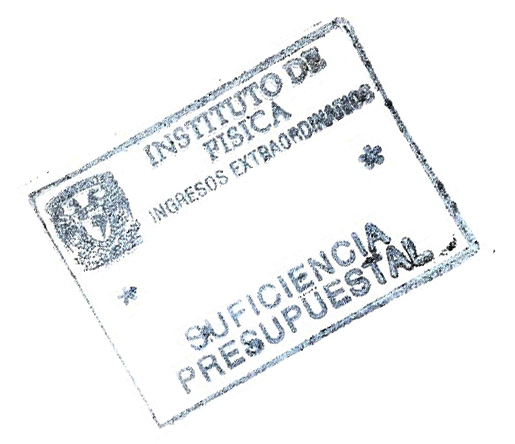 INSTITUTO DE
FISICA
INGRESOS EXTRAORDINARIOS
*
*
SUFICIENCIA
PRESUPUESTAL